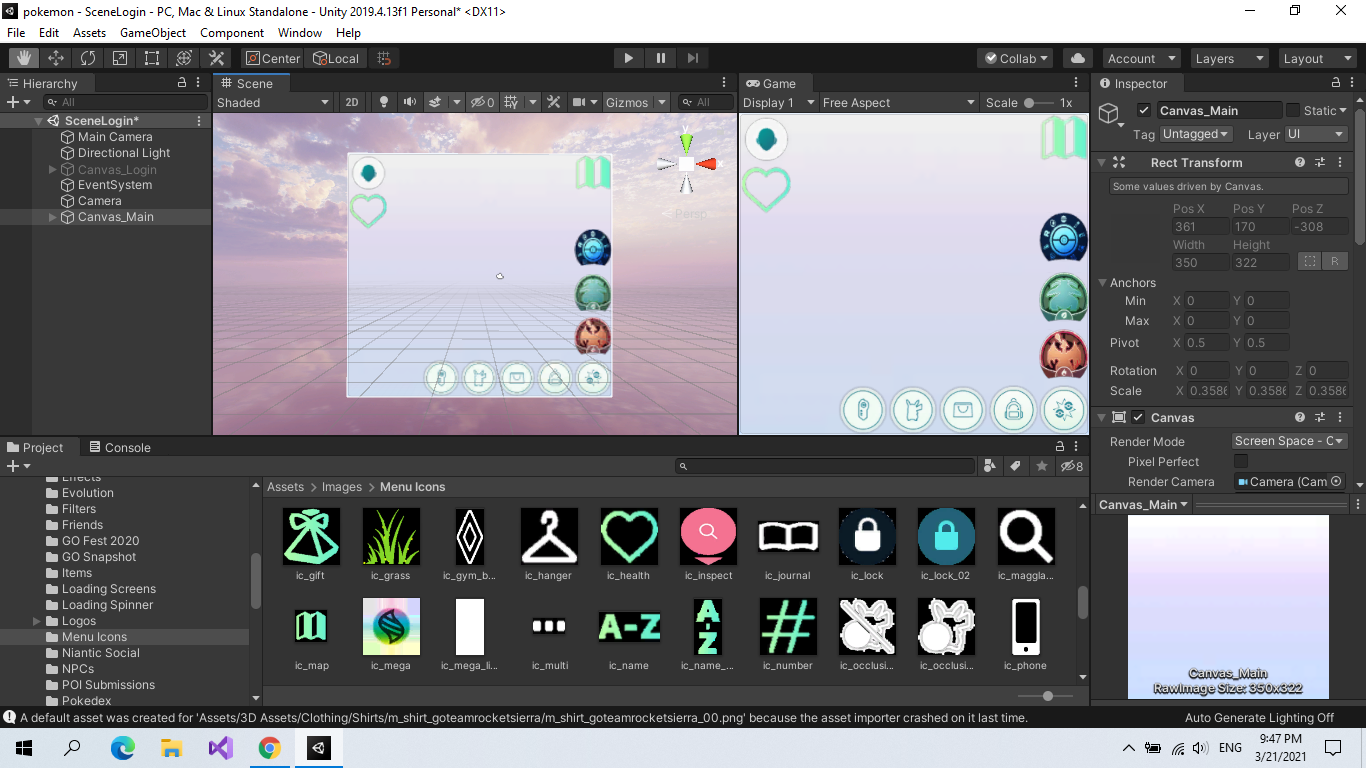 pokemon - SceneLogin - PC, Mac & Linux Standalone - Unity 2019.4.13f1 Personal* <DX11>
File Edit Assets GameObject Component Window Help
Center Local Collab Account Layers Layout
Hierarchy
All
SceneLogin*
Main Camera
Directional Light
Canvas_Login
EventSystem
Camera
Canvas_Main
Scene
Shaded 2D 0 Gizmos All
Persp
Game
Display 1 Free Aspect Scale 1x
Inspector
Canvas_Main Static
Tag Untagged Layer UI
Rect Transform
Some values driven by Canvas.
Pos X Pos Y Pos Z
361 170 -308
Width Height
350 322 R
Anchors
Min X 0 Y 0
Max X 0 Y 0
Pivot X 0.5 Y 0.5
Rotation X 0 Y 0 Z 0
Scale X 0.3586 Y 0.3586 Z 0.3586
Canvas
Render Mode Screen Space - C
Pixel Perfect
Render Camera Camera (Cam
Project Console
8
Effects
Evolution
Filters
Friends
GO Fest 2020
GO Snapshot
Items
Loading Screens
Loading Spinner
Logos
Menu Icons
Niantic Social
NPCs
POI Submissions
Pokedex
Assets > Images > Menu Icons
ic_gift ic_grass ic_gym_b... ic_hanger ic_health ic_inspect ic_journal ic_lock ic_lock_02 ic_maggla...
A-Z A-Z #
ic_map ic_mega ic_mega_li... ic_multi ic_name ic_name_... ic_number ic_occlusi... ic_occlusi... ic_phone
Canvas_Main
Canvas_Main
RawImage Size: 350x322
A default asset was created for 'Assets/3D Assets/Clothing/Shirts/m_shirt_goteamrocketsierra/m_shirt_goteamrocketsierra_00.png' because the asset importer crashed on it last time.
Auto Generate Lighting Off
ENG
9:47 PM
3/21/2021